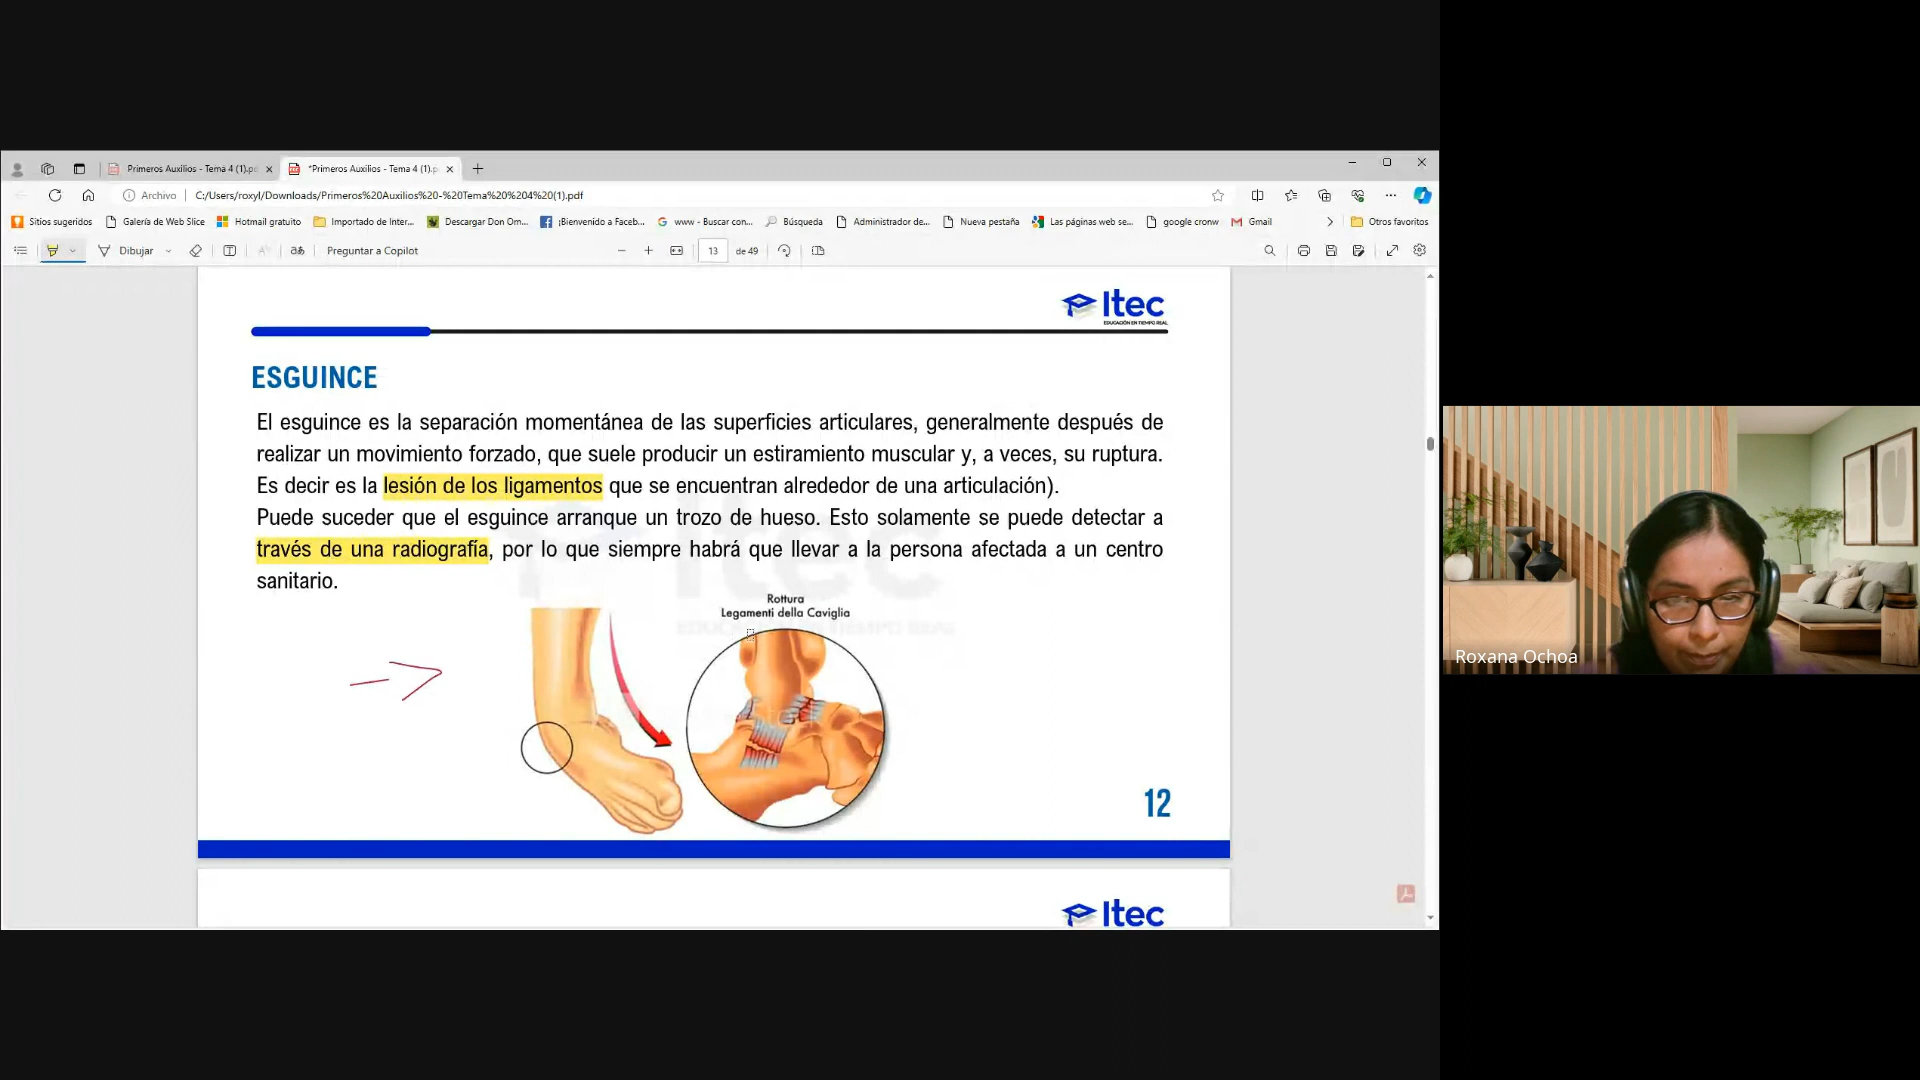 Primeros Auxilios - Tema 4 (1).pd
*Primeros Auxilios - Tema 4 (1).p
Archivo
C:/Users/roxyl/Downloads/Primeros%20Auxilios%20-%20Tema%20%204%20(1).pdf
Sitios sugeridos
Galería de Web Slice
Hotmail gratuito
Importado de Inter...
Descargar Don Om...
¡Bienvenido a Faceb...
www - Buscar con...
Búsqueda
Administrador de...
Nueva pestaña
Las páginas web se...
google cronw
Gmail
Otros favoritos
Dibujar
Preguntar a Copilot
13
de 49
Itec
EDUCACIÓN EN TIEMPO REAL
ESGUINCE
El esguince es la separación momentánea de las superficies articulares, generalmente después de
realizar un movimiento forzado, que suele producir un estiramiento muscular y, a veces, su ruptura.
Es decir es la lesión de los ligamentos que se encuentran alrededor de una articulación).
Puede suceder que el esguince arranque un trozo de hueso. Esto solamente se puede detectar a
través de una radiografía, por lo que siempre habrá que llevar a la persona afectada a un centro
sanitario.
Rottura
Legamenti della Caviglia
12
Itec
Roxana Ochoa